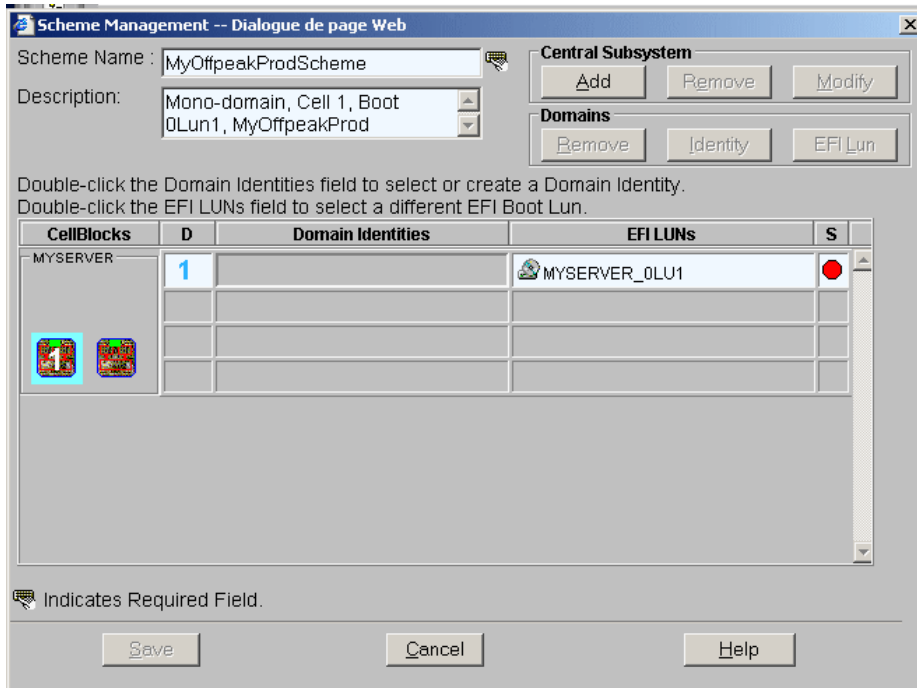 Scheme Management -- Dialogue de page Web
Scheme Name : MyOffpeakProdScheme
Description: Mono-domain, Cell 1, Boot
0Lun1, MyOffpeakProd
Central Subsystem
Add Remove Modify
Domains
Remove Identity EFI Lun
Double-click the Domain Identities field to select or create a Domain Identity.
Double-click the EFI LUNs field to select a different EFI Boot Lun.
CellBlocks D Domain Identities EFI LUNs S
MYSERVER
1 MYSERVER_0LU1
1
Indicates Required Field.
Save Cancel Help